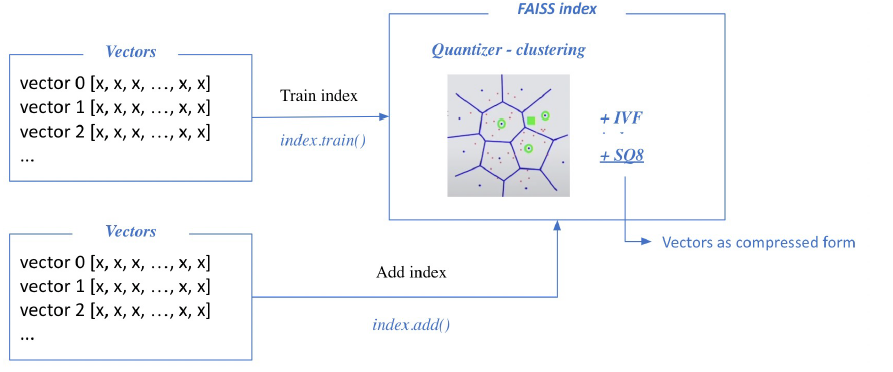 FAISS index
Vectors
Quantizer - clustering
vector 0 [x, x, x, ..., x, x]
vector 1 [x, x, x, ..., x, x]
vector 2 [x, x, x, ..., x, x]
...
Train index
index.train()
+ IVF
+ SQ8
Vectors
Vectors as compressed form
vector 0 [x, x, x, ..., x, x]
vector 1 [x, x, x, ..., x, x]
vector 2 [x, x, x, ..., x, x]
...
Add index
index.add()